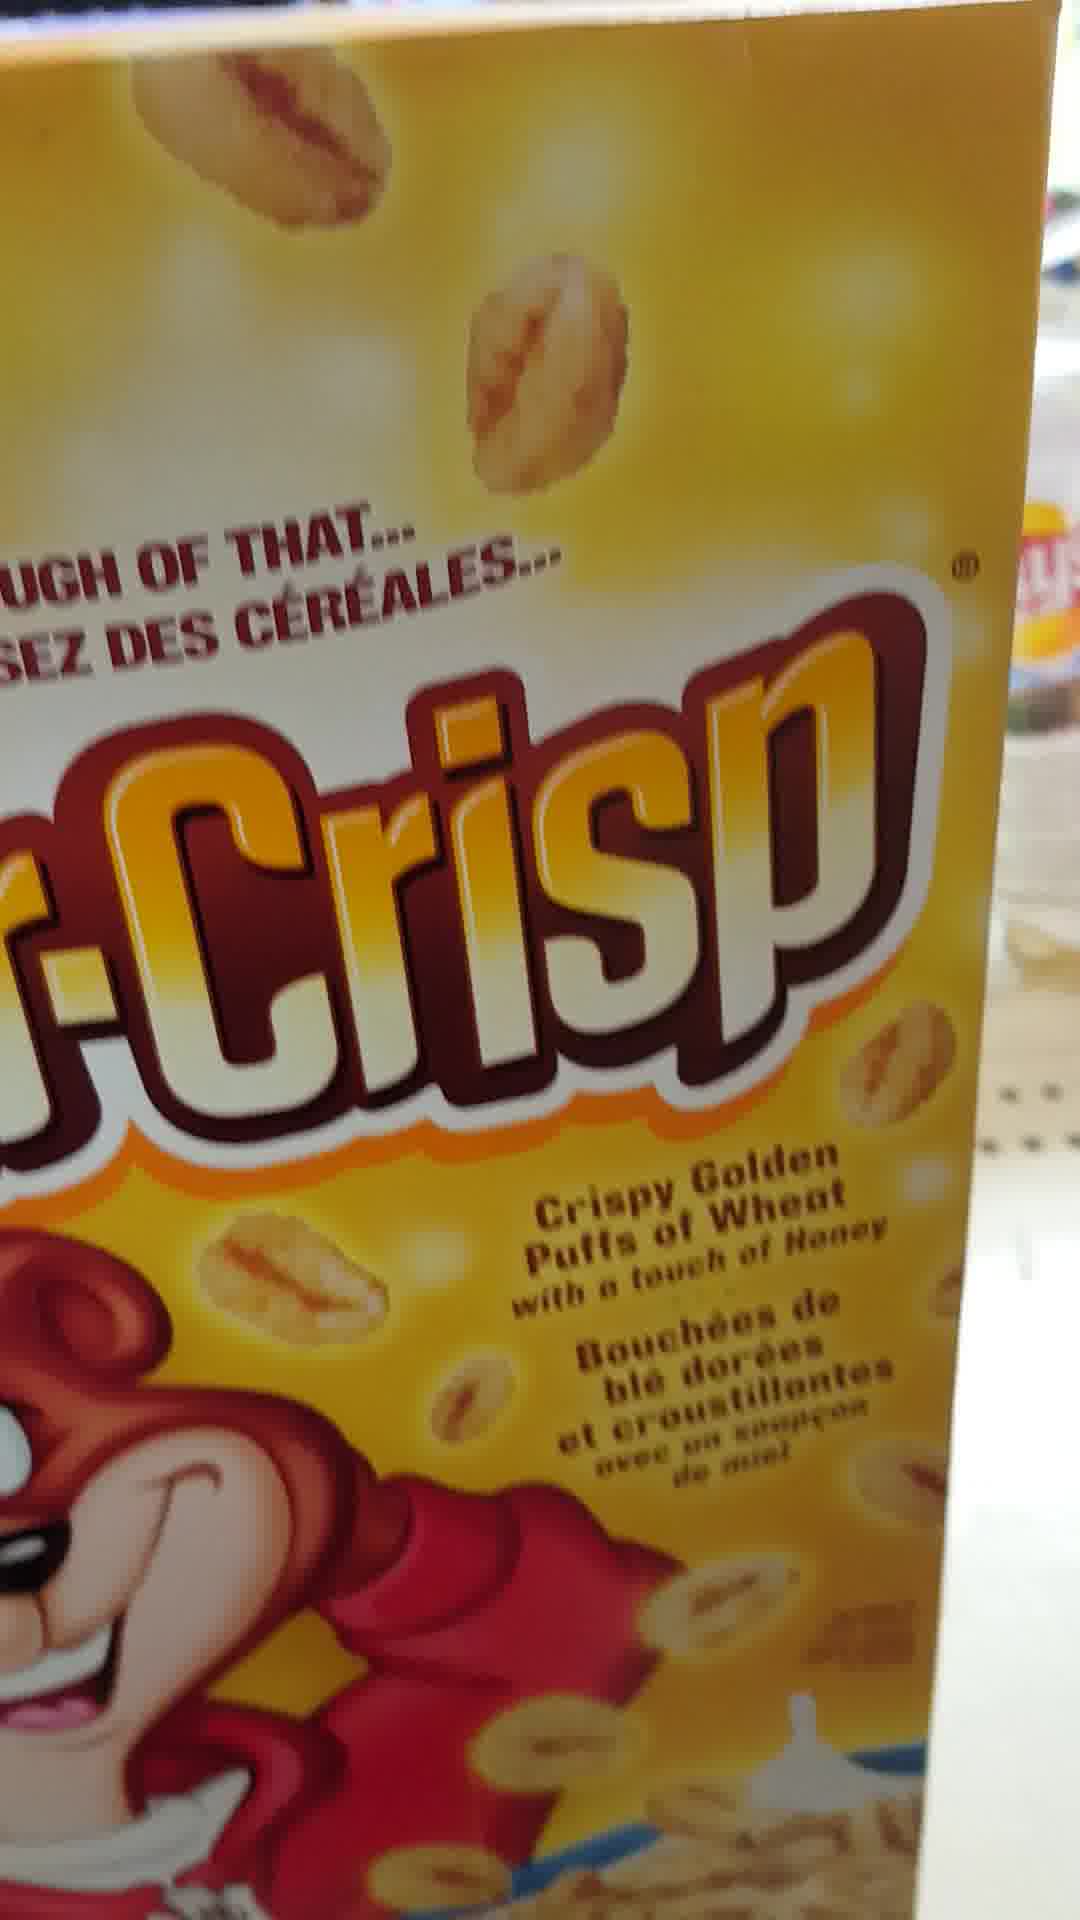 UGH OF THAT...
SEZ DES CÉRÉALES...
r-Crisp
®
Crispy Golden
Puffs of Wheat
with a touch of Honey
Bouchées de
blé dorées
et croustillantes
avec un soupçon
de miel